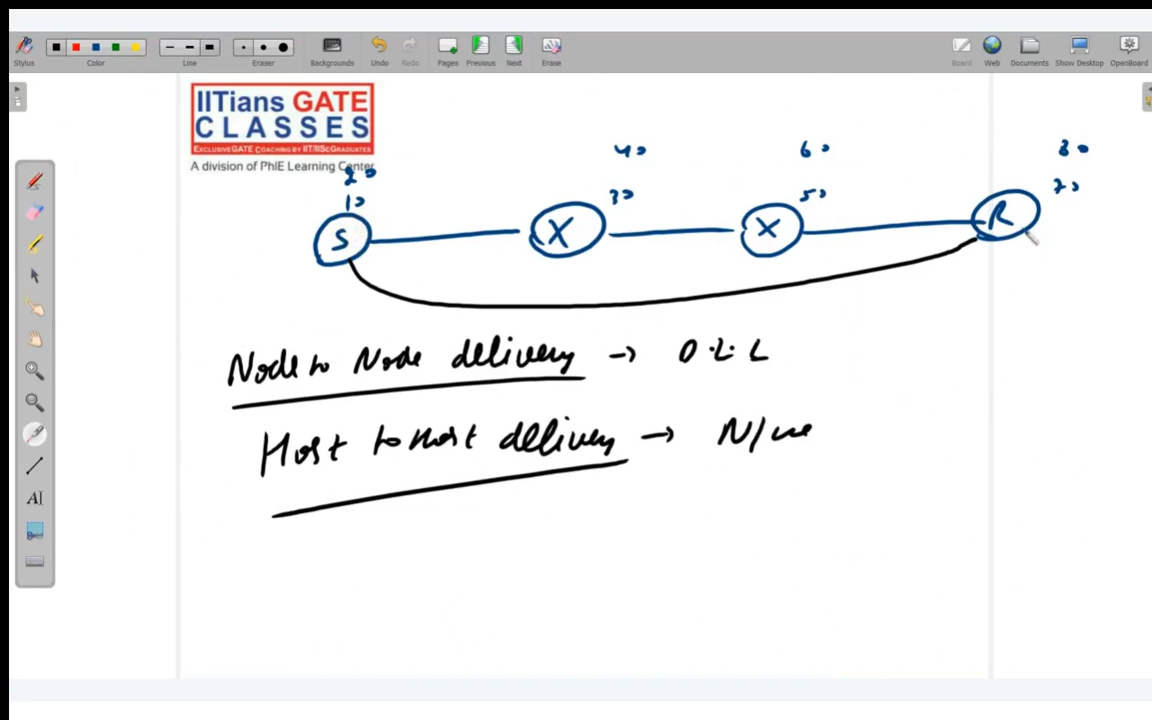 Stylus Color Line Eraser Backgrounds Undo Redo Pages Previous Next Erase Board Web Documents Show Desktop OpenBoard
IITians GATE
CLASSES
EXCLUSIVE GATE COACHING BY IIT/IISc GRADUATES
A division of PhIE Learning Center
40 60 80
20 30 50 70
10
S X X R
Node to Node delivery → D.L.L
Host to Host delivery → N/w
AI